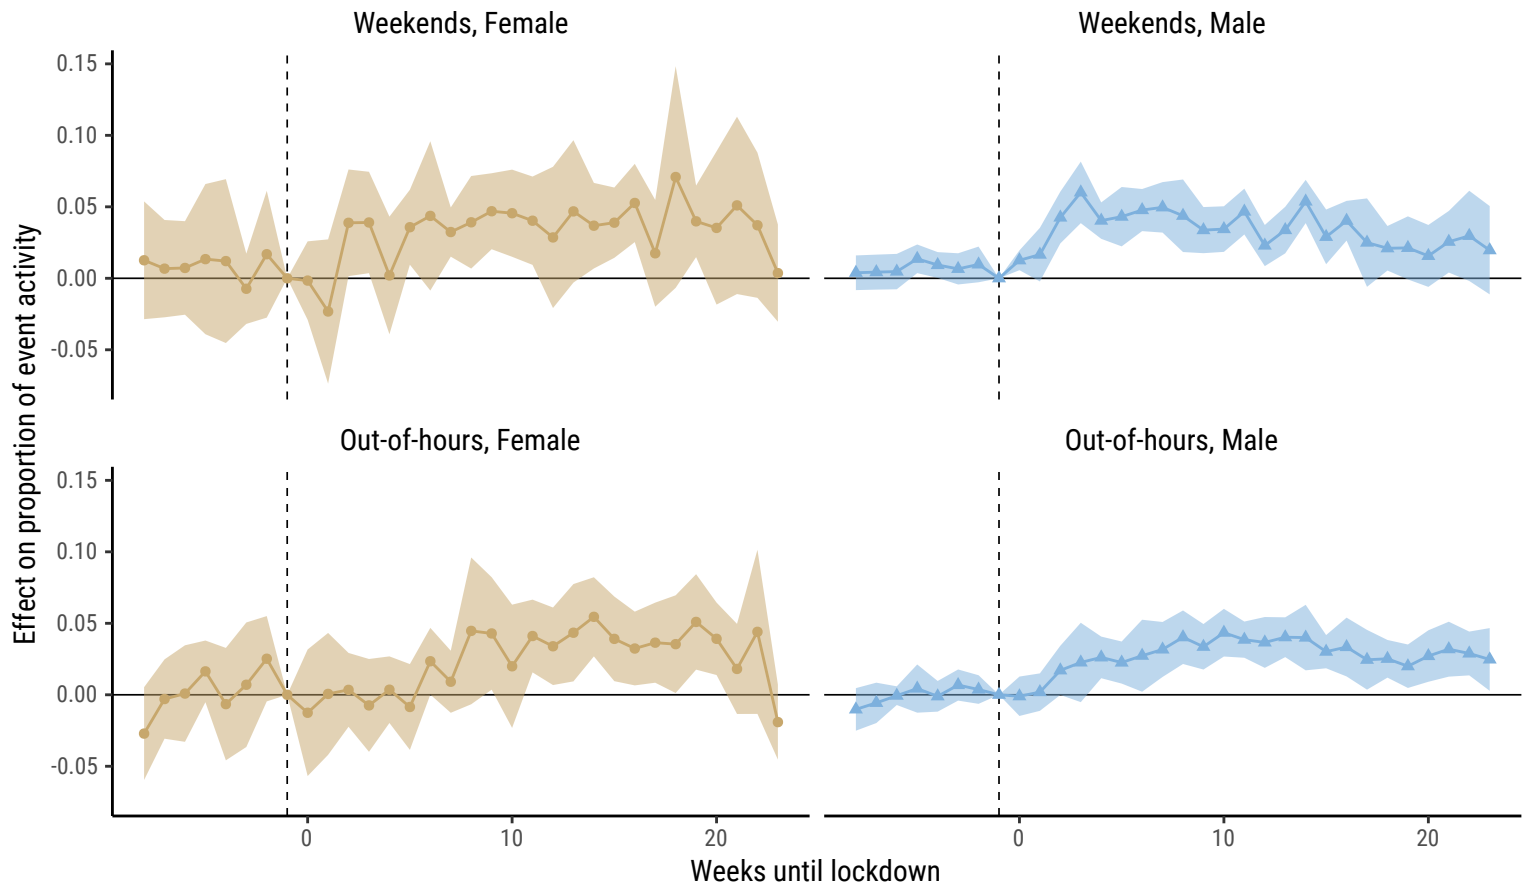 Weekends, Female
Weekends, Male
0.15
0.10
0.05
0.00
-0.05
Out-of-hours, Female
Out-of-hours, Male
0.15
0.10
0.05
0.00
-0.05
0
10
20
0
10
20
Weeks until lockdown
Effect on proportion of event activity